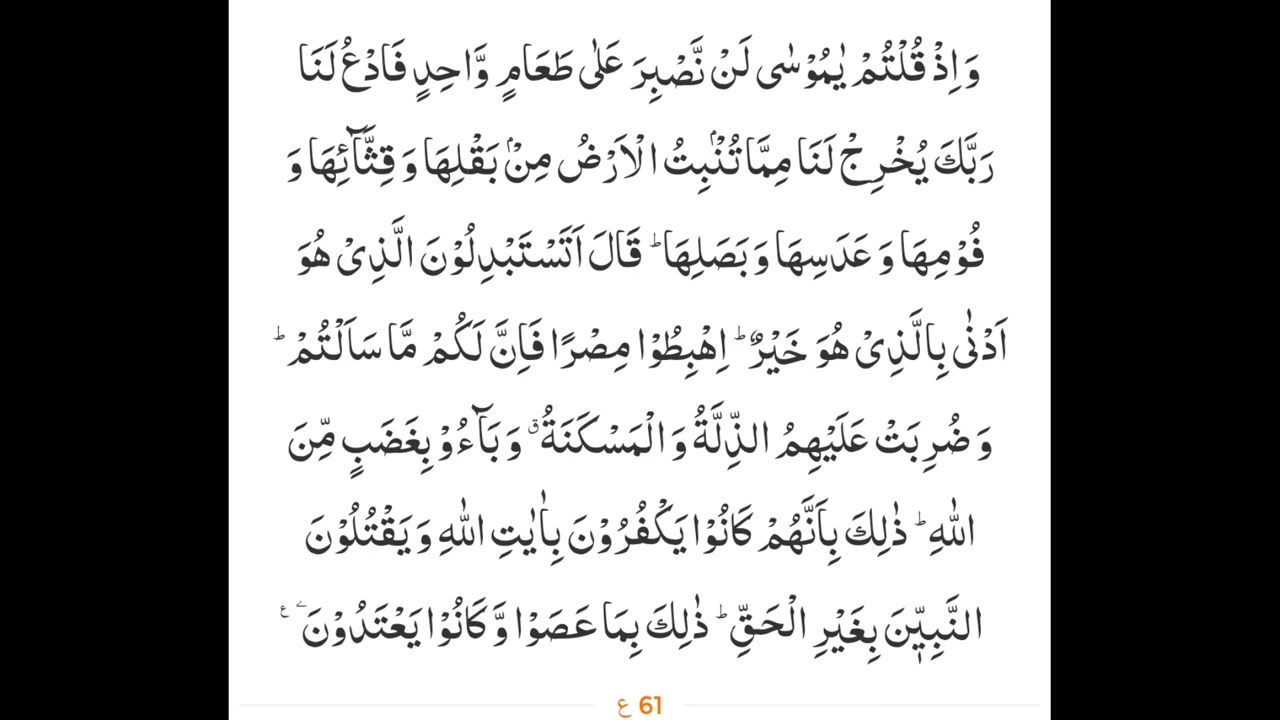 وَاِذۡ قُلۡتُمۡ يٰمُوۡسٰى لَنۡ نَّصۡبِرَ عَلٰى طَعَامٍ وَّاحِدٍ فَادۡعُ لَنَا
رَبَّكَ يُخۡرِجۡ لَنَا مِمَّا تُنۡۢبِتُ الۡاَرۡضُ مِنۡۢ بَقۡلِهَا وَقِثَّآئِهَا وَ
فُوۡمِهَا وَعَدَسِهَا وَبَصَلِهَا​ؕ قَالَ اَتَسۡتَبۡدِلُوۡنَ الَّذِىۡ هُوَ
اَدۡنٰى بِالَّذِىۡ هُوَ خَيۡرٌ​ؕ اِهۡبِطُوۡا مِصۡرًا فَاِنَّ لَکُمۡ مَّا سَاَلۡتُمۡ​ؕ
وَضُرِبَتۡ عَلَيۡهِمُ الذِّلَّةُ وَالۡمَسۡکَنَةُ ۗ وَبَآءُوۡ بِغَضَبٍ مِّنَ
اللّٰهِ​ؕ ذٰلِكَ بِاَنَّهُمۡ كَانُوۡا يَكۡفُرُوۡنَ بِاٰيٰتِ اللّٰهِ وَيَقۡتُلُوۡنَ
النَّبِيّٖنَ بِغَيۡرِ الۡحَقِّ​ؕ ذٰلِكَ بِمَا عَصَوۡا وَّكَانُوۡا يَعۡتَدُوۡنَ ۧ ع
61 ع